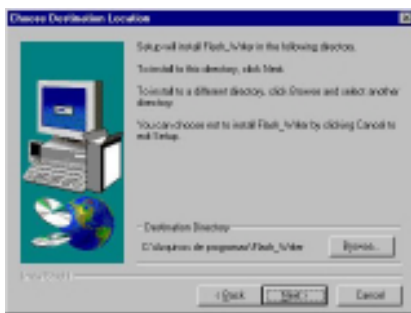 Choose Destination Location
Setup will install Flash_Writer in the following directory.
To install to this directory, click Next.
To install to a different directory, click Browse and select another
directory.
You can choose not to install Flash_Writer by clicking Cancel to
exit Setup.
Destination Directory
C:\Arquivos de programas\Flash_Writer
Browse...
InstallShield
< Back
Next >
Cancel